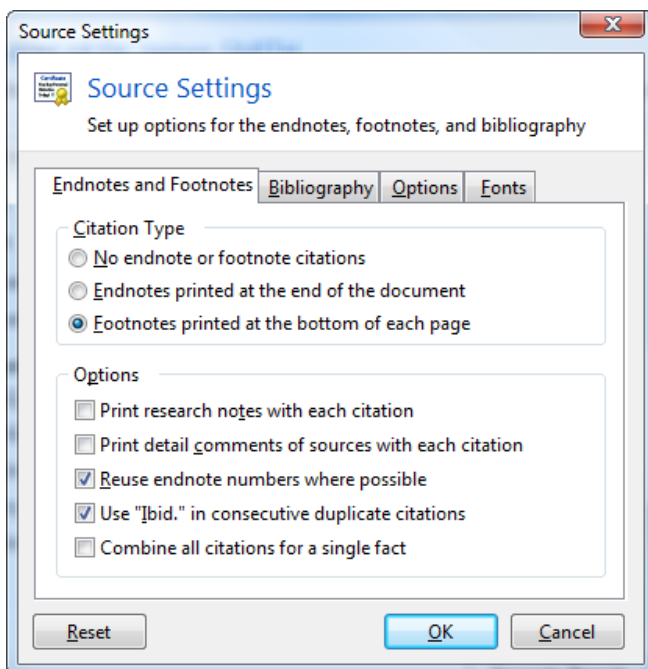 Source Settings
Source Settings
Set up options for the endnotes, footnotes, and bibliography
Endnotes and Footnotes Bibliography Options Fonts
Citation Type
No endnote or footnote citations
Endnotes printed at the end of the document
Footnotes printed at the bottom of each page
Options
Print research notes with each citation
Print detail comments of sources with each citation
Reuse endnote numbers where possible
Use "Ibid." in consecutive duplicate citations
Combine all citations for a single fact
Reset OK Cancel